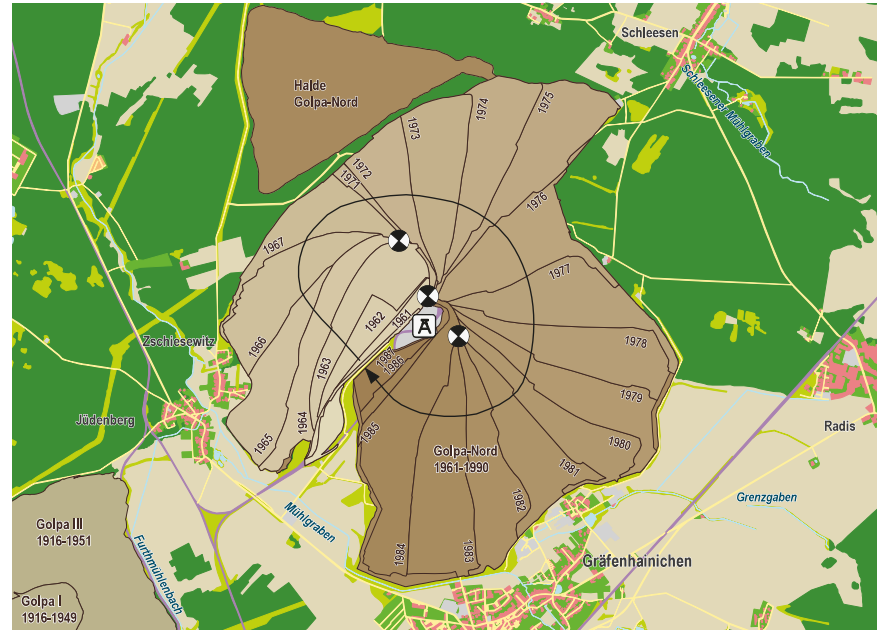 Schleesen
Schleesener Mühlgraben
Halde
Golpa-Nord
1974
1975
1973
1972
1971
1976
1967
1977
1962
1961
1966
1978
Zschiesewitz
1987
1986
1963
1979
Jüdenberg
1964
1985
1965
Radis
1980
Golpa-Nord
1961-1990
1981
1982
Grenzgaben
Mühlgraben
Golpa III
1916-1951
Furthmühlenbach
1984
1983
Gräfenhainichen
Golpa I
1916-1949